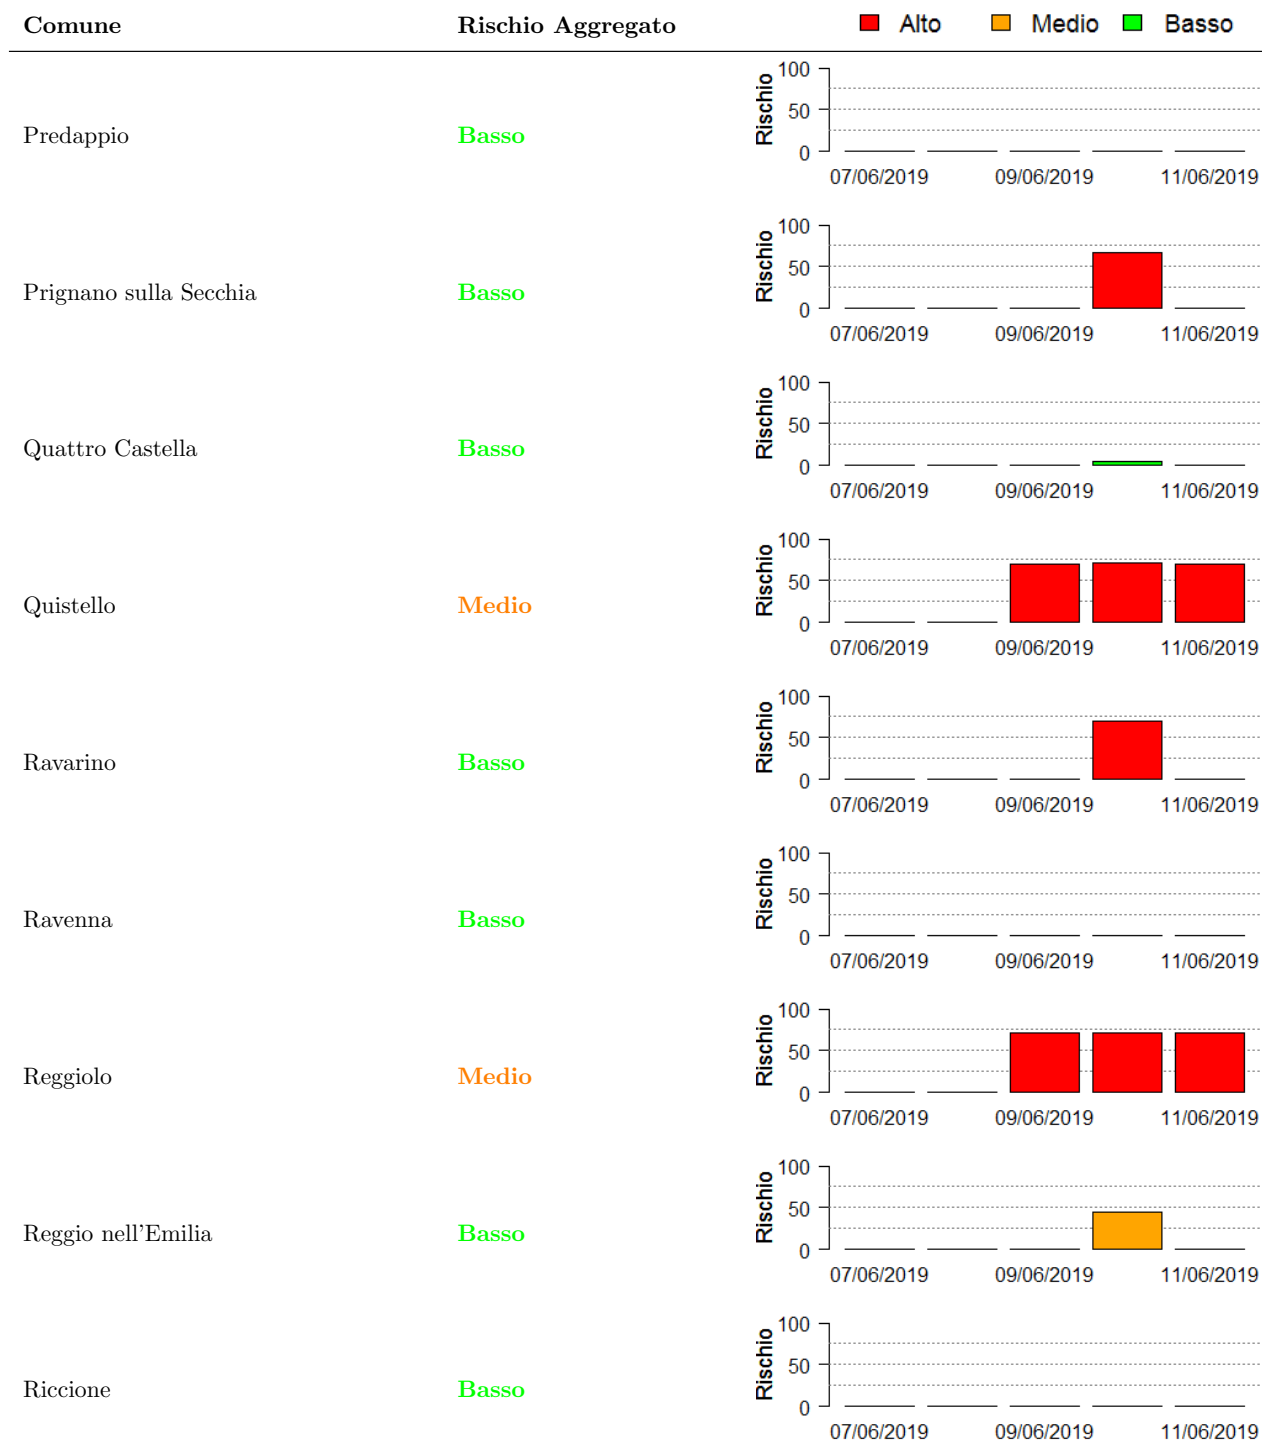 Comune Rischio Aggregato Alto Medio Basso
Predappio Basso
Rischio
100
50
0
07/06/2019 09/06/2019 11/06/2019
Prignano sulla Secchia Basso
Rischio
100
50
0
07/06/2019 09/06/2019 11/06/2019
Quattro Castella Basso
Rischio
100
50
0
07/06/2019 09/06/2019 11/06/2019
Quistello Medio
Rischio
100
50
0
07/06/2019 09/06/2019 11/06/2019
Ravarino Basso
Rischio
100
50
0
07/06/2019 09/06/2019 11/06/2019
Ravenna Basso
Rischio
100
50
0
07/06/2019 09/06/2019 11/06/2019
Reggiolo Medio
Rischio
100
50
0
07/06/2019 09/06/2019 11/06/2019
Reggio nell'Emilia Basso
Rischio
100
50
0
07/06/2019 09/06/2019 11/06/2019
Riccione Basso
Rischio
100
50
0
07/06/2019 09/06/2019 11/06/2019